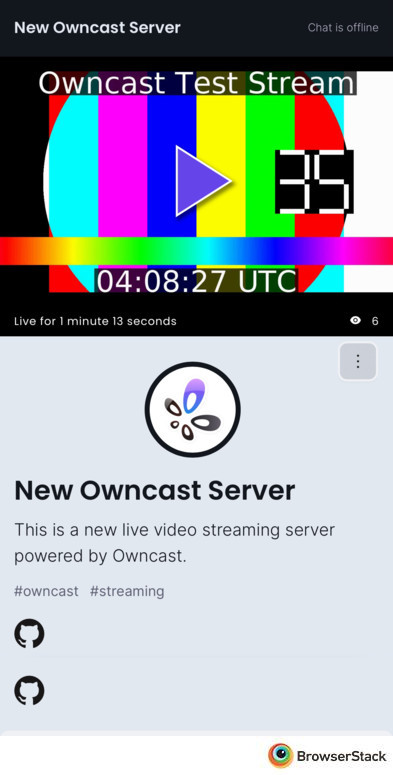 New Owncast Server
Chat is offline
Owncast Test Stream
35
04:08:27 UTC
Live for 1 minute 13 seconds
6
New Owncast Server
This is a new live video streaming server
powered by Owncast.
#owncast #streaming
BrowserStack